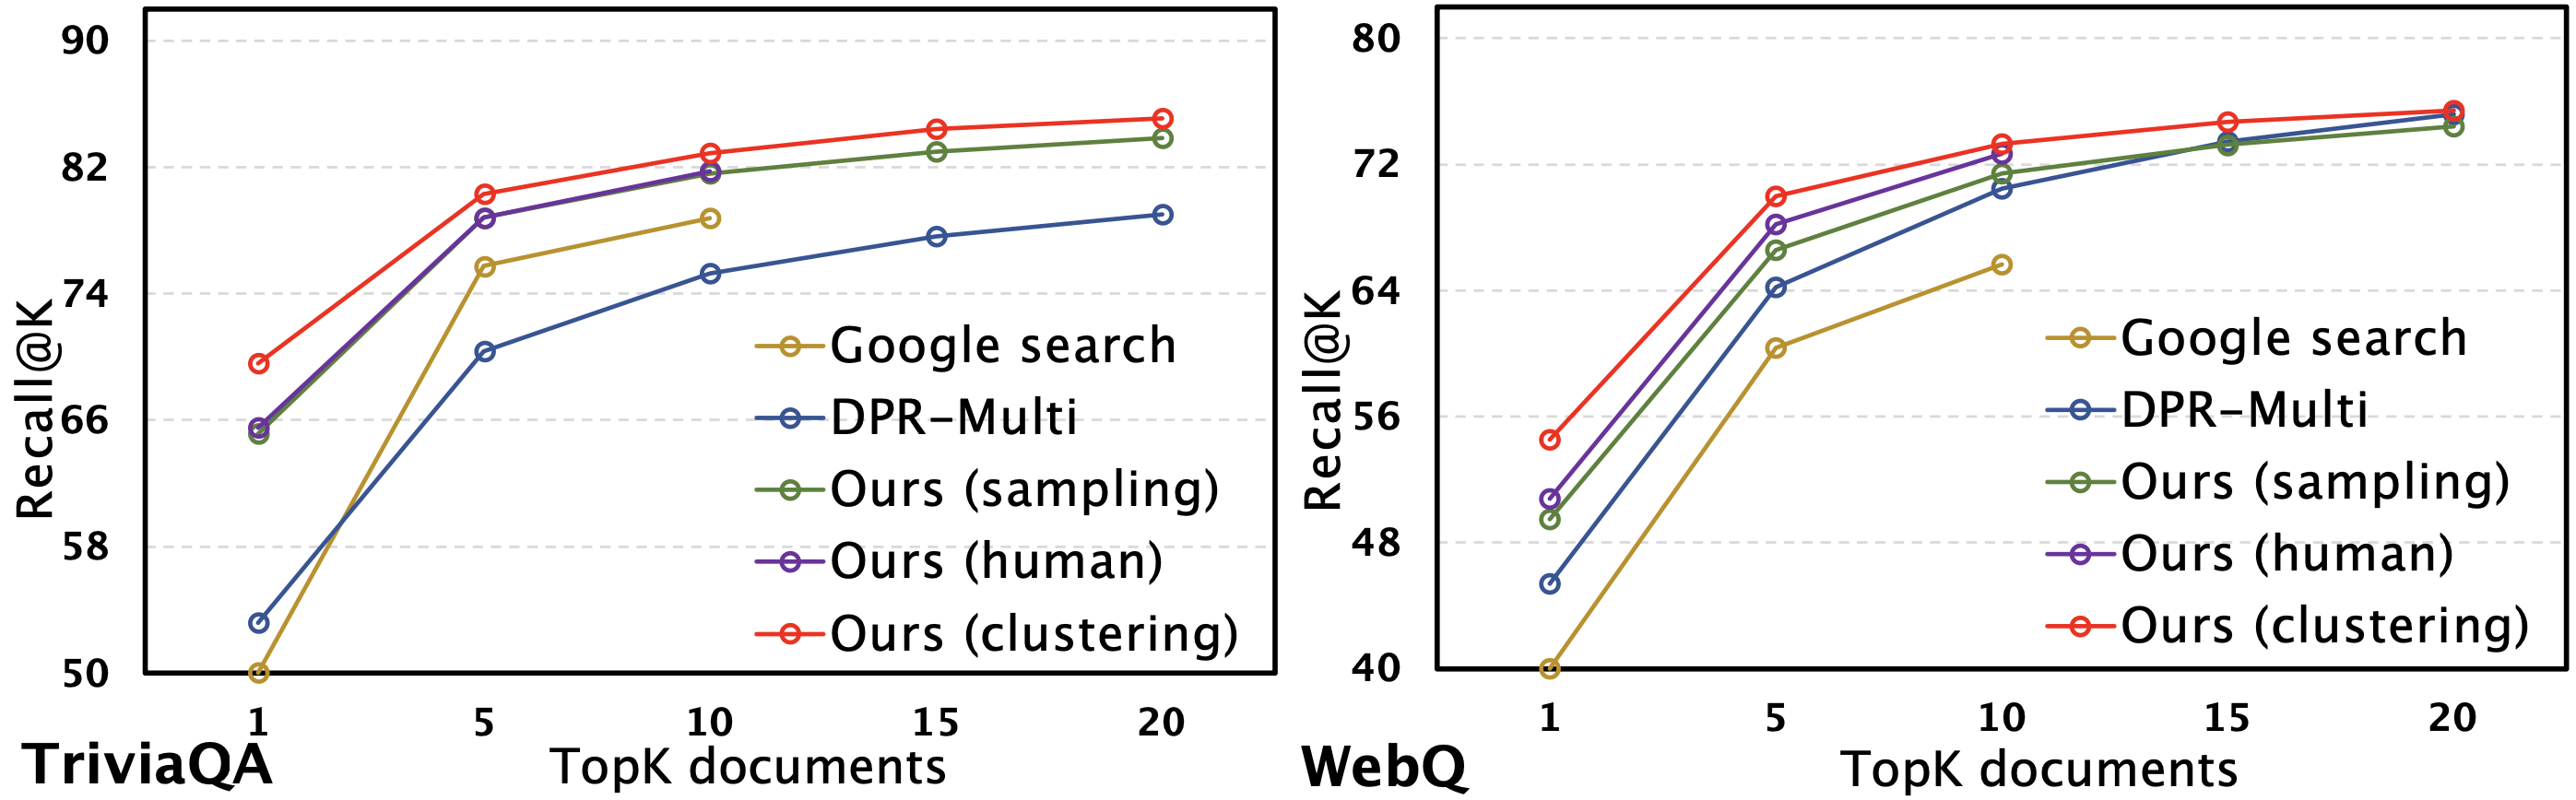 90
82
74
66
58
50
Recall@K
Google search
DPR-Multi
Ours (sampling)
Ours (human)
Ours (clustering)
1 5 10 15 20
TriviaQA TopK documents
80
72
64
56
48
40
Recall@K
Google search
DPR-Multi
Ours (sampling)
Ours (human)
Ours (clustering)
1 5 10 15 20
WebQ TopK documents